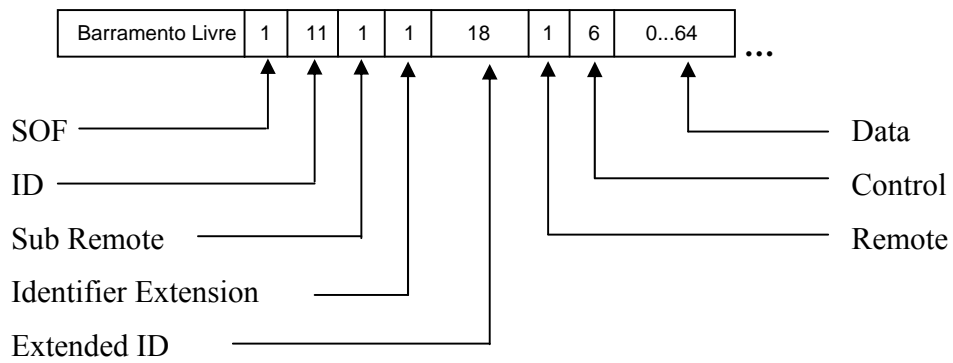 Barramento Livre 1 11 1 1 18 1 6 0...64 ...
SOF Data
ID Control
Sub Remote Remote
Identifier Extension
Extended ID